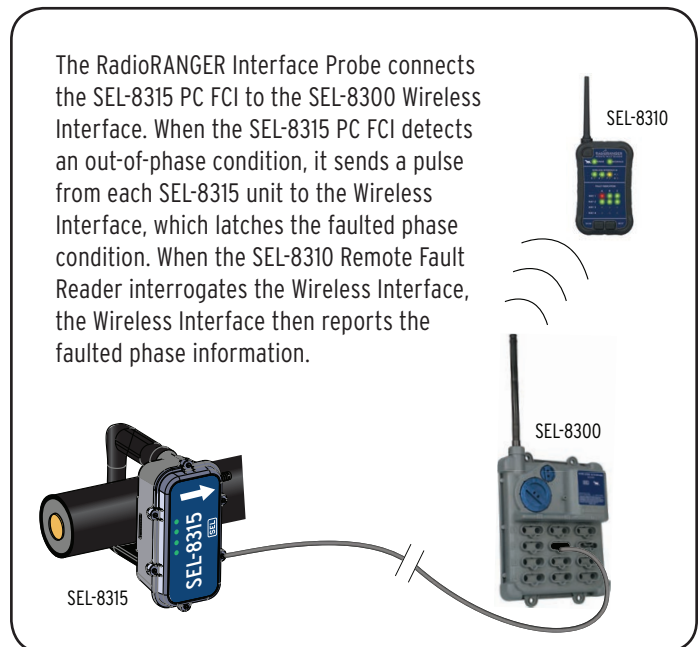 The RadioRANGER Interface Probe connects
the SEL-8315 PC FCI to the SEL-8300 Wireless
Interface. When the SEL-8315 PC FCI detects
an out-of-phase condition, it sends a pulse
from each SEL-8315 unit to the Wireless
Interface, which latches the faulted phase
condition. When the SEL-8310 Remote Fault
Reader interrogates the Wireless Interface,
the Wireless Interface then reports the
faulted phase information.
SEL-8310
RadioRANGER
SEL-8300
SEL-8315
SEL
SEL-8315